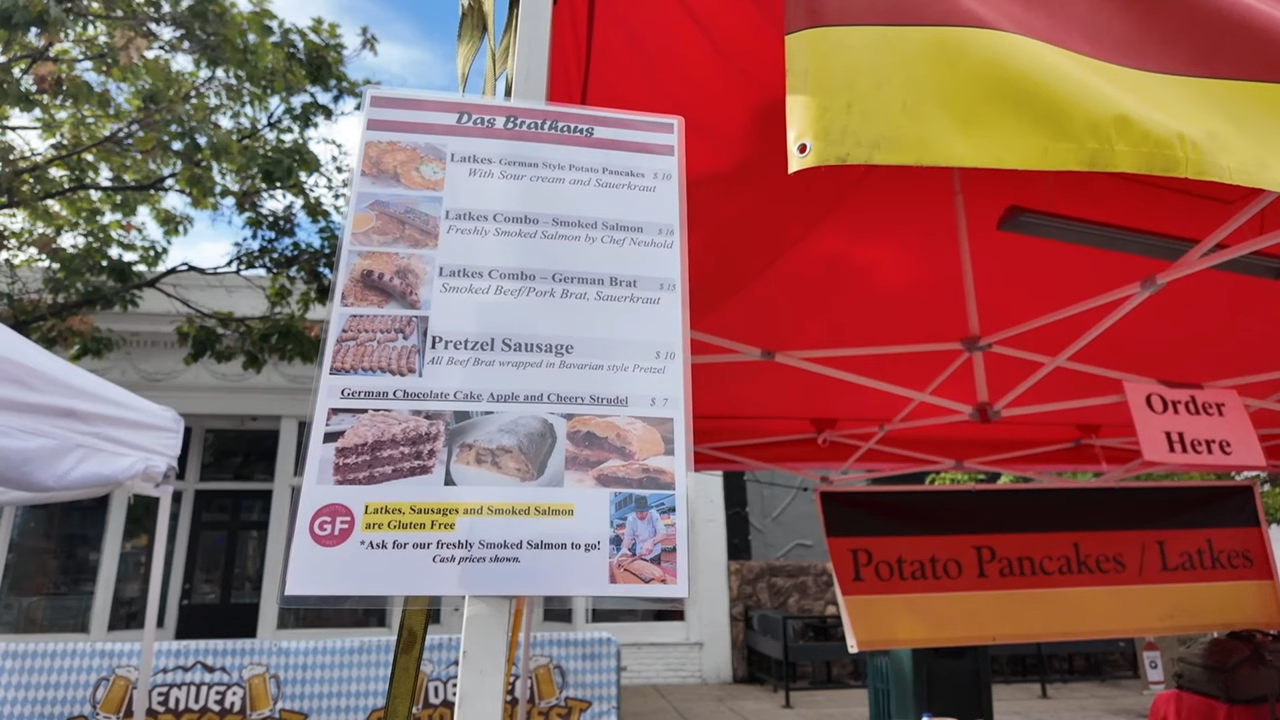 Das Brathaus
Latkes- German Style Potato Pancakes $ 10
With Sour cream and Sauerkraut
Latkes Combo – Smoked Salmon $ 16
Freshly Smoked Salmon by Chef Neuhold
Latkes Combo – German Brat $ 15
Smoked Beef/Pork Brat, Sauerkraut
Pretzel Sausage $ 10
All Beef Brat wrapped in Bavarian style Pretzel
German Chocolate Cake, Apple and Cheery Strudel $ 7
GLUTEN
GF
FREE
Latkes, Sausages and Smoked Salmon
are Gluten Free
*Ask for our freshly Smoked Salmon to go!
Cash prices shown.
Order
Here
Potato Pancakes / Latkes
DENVER